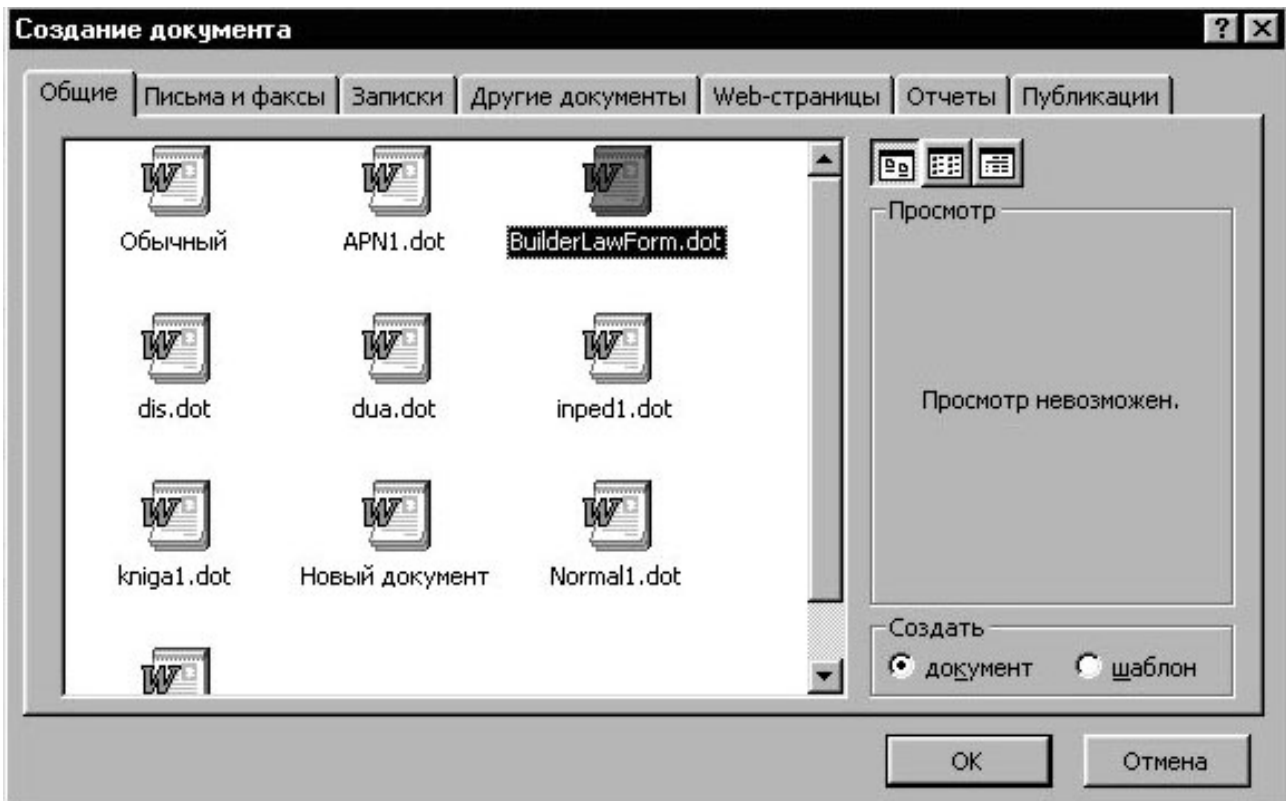 Создание документа
Общие Письма и факсы Записки Другие документы Web-страницы Отчеты Публикации
Обычный APN1.dot BuilderLawForm.dot
dis.dot dua.dot inped1.dot
kniga1.dot Новый документ Normal1.dot
Просмотр
Просмотр невозможен.
Создать
документ шаблон
ОК Отмена